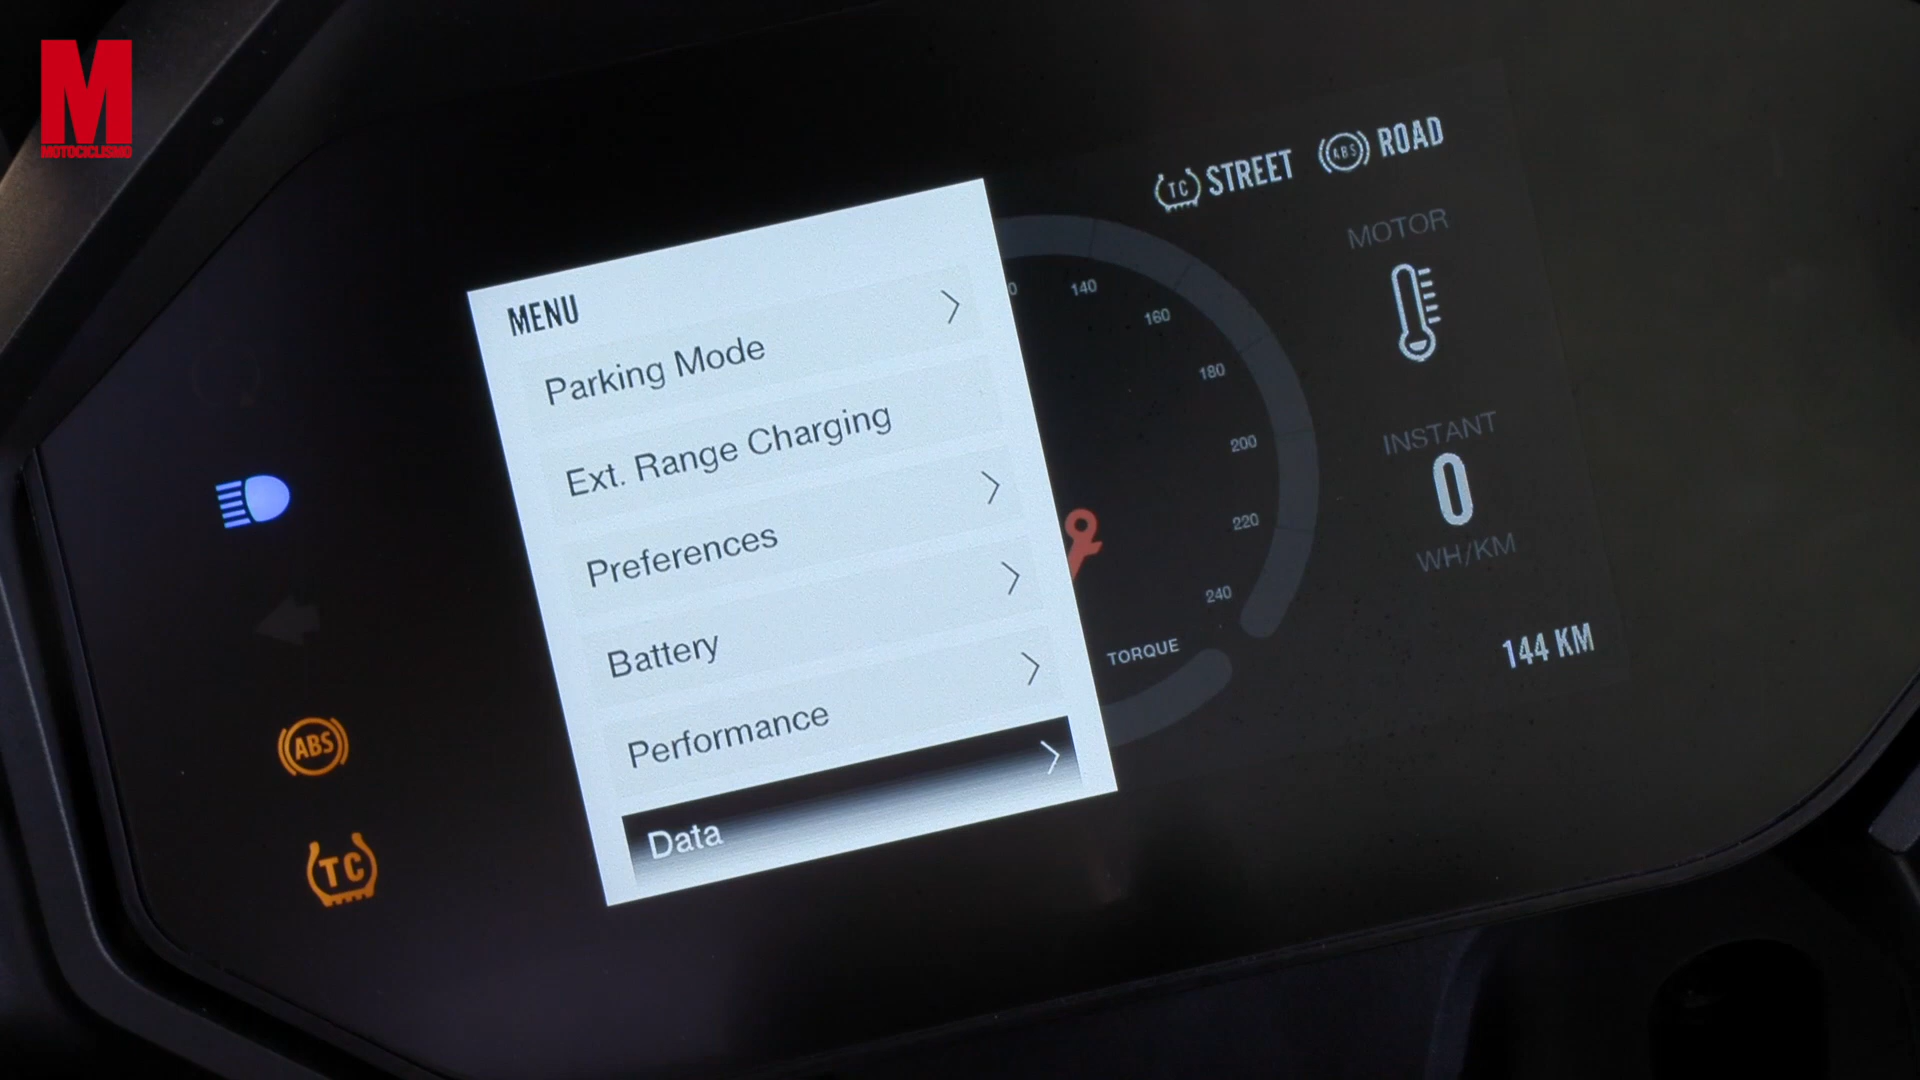 M
MOTOCICLISMO
TC STREET ABS ROAD
MENU
Parking Mode
Ext. Range Charging
Preferences
Battery
Performance
Data
140
160
180
200
220
240
TORQUE
MOTOR
INSTANT
0
WH/KM
144 KM
ABS
TC